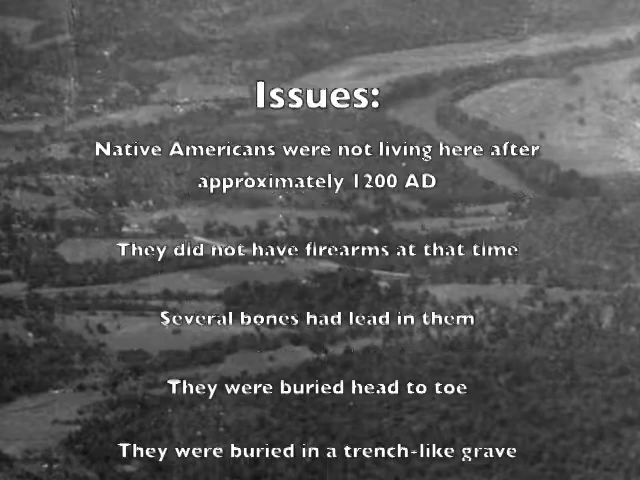 Issues:
Native Americans were not living here after
approximately 1200 AD
They did not have firearms at that time
Several bones had lead in them
They were buried head to toe
They were buried in a trench-like grave